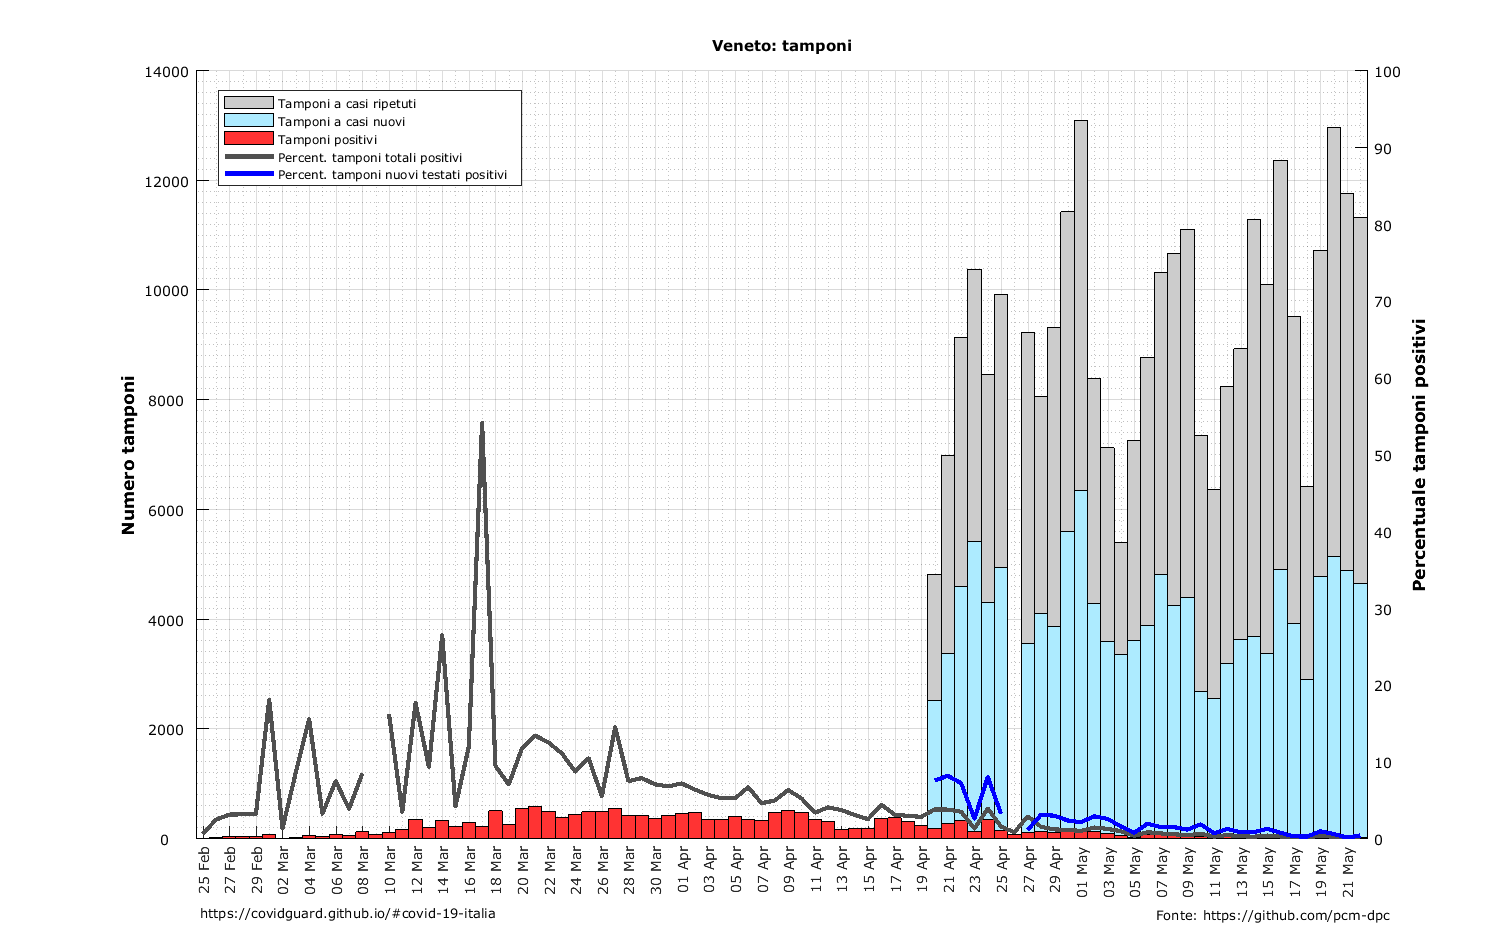 Veneto: tamponi
Tamponi a casi ripetuti
Tamponi a casi nuovi
Tamponi positivi
Percent. tamponi totali positivi
Percent. tamponi nuovi testati positivi
Numero tamponi
14000
12000
10000
8000
6000
4000
2000
0
Percentuale tamponi positivi
100
90
80
70
60
50
40
30
20
10
0
25 Feb
27 Feb
29 Feb
02 Mar
04 Mar
06 Mar
08 Mar
10 Mar
12 Mar
14 Mar
16 Mar
18 Mar
20 Mar
22 Mar
24 Mar
26 Mar
28 Mar
30 Mar
01 Apr
03 Apr
05 Apr
07 Apr
09 Apr
11 Apr
13 Apr
15 Apr
17 Apr
19 Apr
21 Apr
23 Apr
25 Apr
27 Apr
29 Apr
01 May
03 May
05 May
07 May
09 May
11 May
13 May
15 May
17 May
19 May
21 May
https://covidguard.github.io/#covid-19-italia
Fonte: https://github.com/pcm-dpc